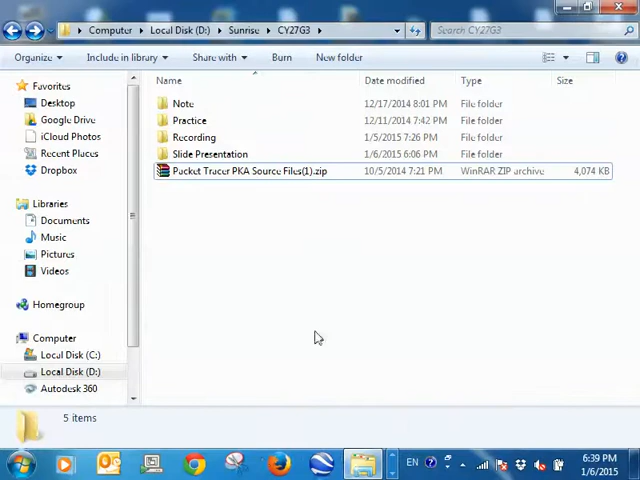 Computer Local Disk (D:) Sunrise CY27G3 Search CY27G3
Organize Include in library Share with Burn New folder
Name Date modified Type Size
Favorites
Desktop
Google Drive
iCloud Photos
Recent Places
Dropbox
Libraries
Documents
Music
Pictures
Videos
Homegroup
Computer
Local Disk (C:)
Local Disk (D:)
Autodesk 360
Note 12/17/2014 8:01 PM File folder
Practice 12/11/2014 7:42 PM File folder
Recording 1/5/2015 7:26 PM File folder
Slide Presentation 1/6/2015 6:06 PM File folder
Packet Tracer PKA Source Files(1).zip 10/5/2014 7:21 PM WinRAR ZIP archive 4,074 KB
5 items
EN 6:39 PM
1/6/2015